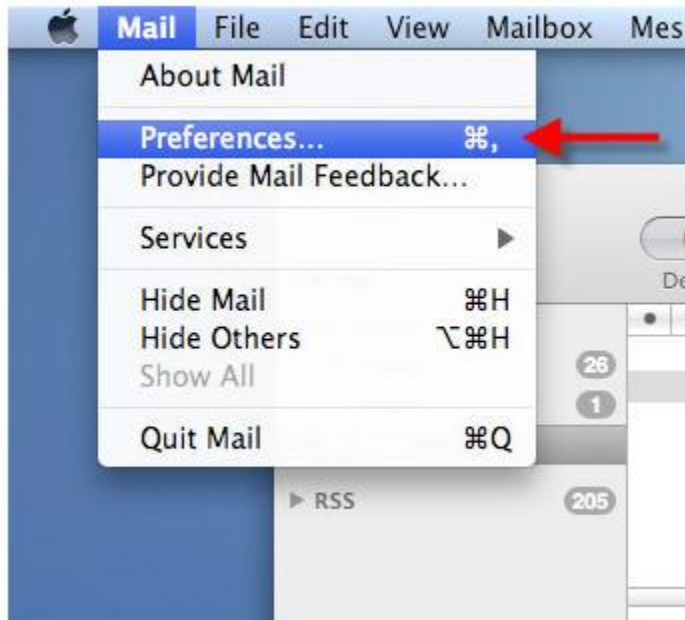 Mail File Edit View Mailbox Mes
About Mail
Preferences... ⌘,
Provide Mail Feedback...
Services
De
Hide Mail ⌘H
Hide Others ⌥⌘H
26
Show All
1
Quit Mail ⌘Q
RSS 205